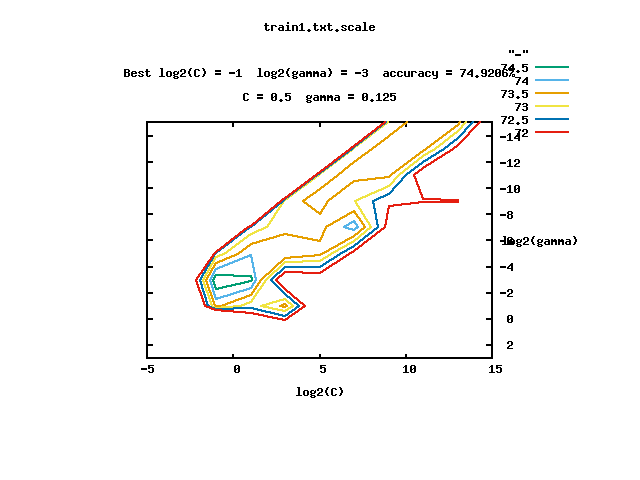 train1.txt.scale
"-"
Best log2(C) = -1  log2(gamma) = -3  accuracy = 74.9206%
74.5
74
C = 0.5  gamma = 0.125
73.5
73
72.5
72
-14
-12
-10
-8
-6
log2(gamma)
-4
-2
0
2
-5 0 5 10 15
log2(C)